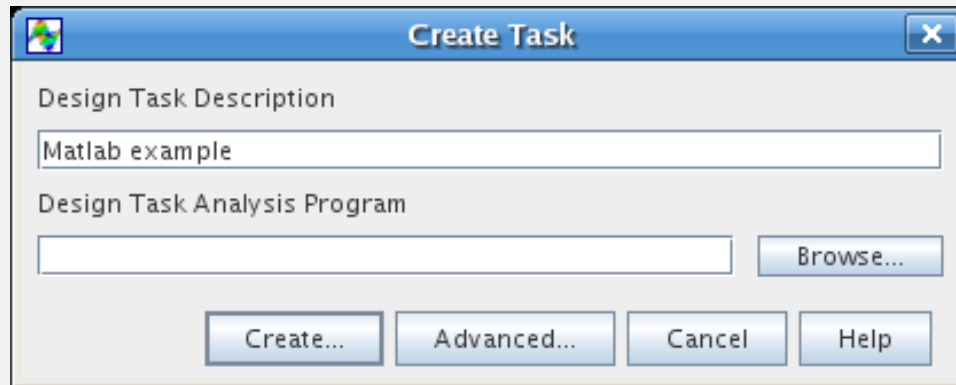 Create Task
Design Task Description
Matlab example
Design Task Analysis Program
Browse...
Create... Advanced... Cancel Help